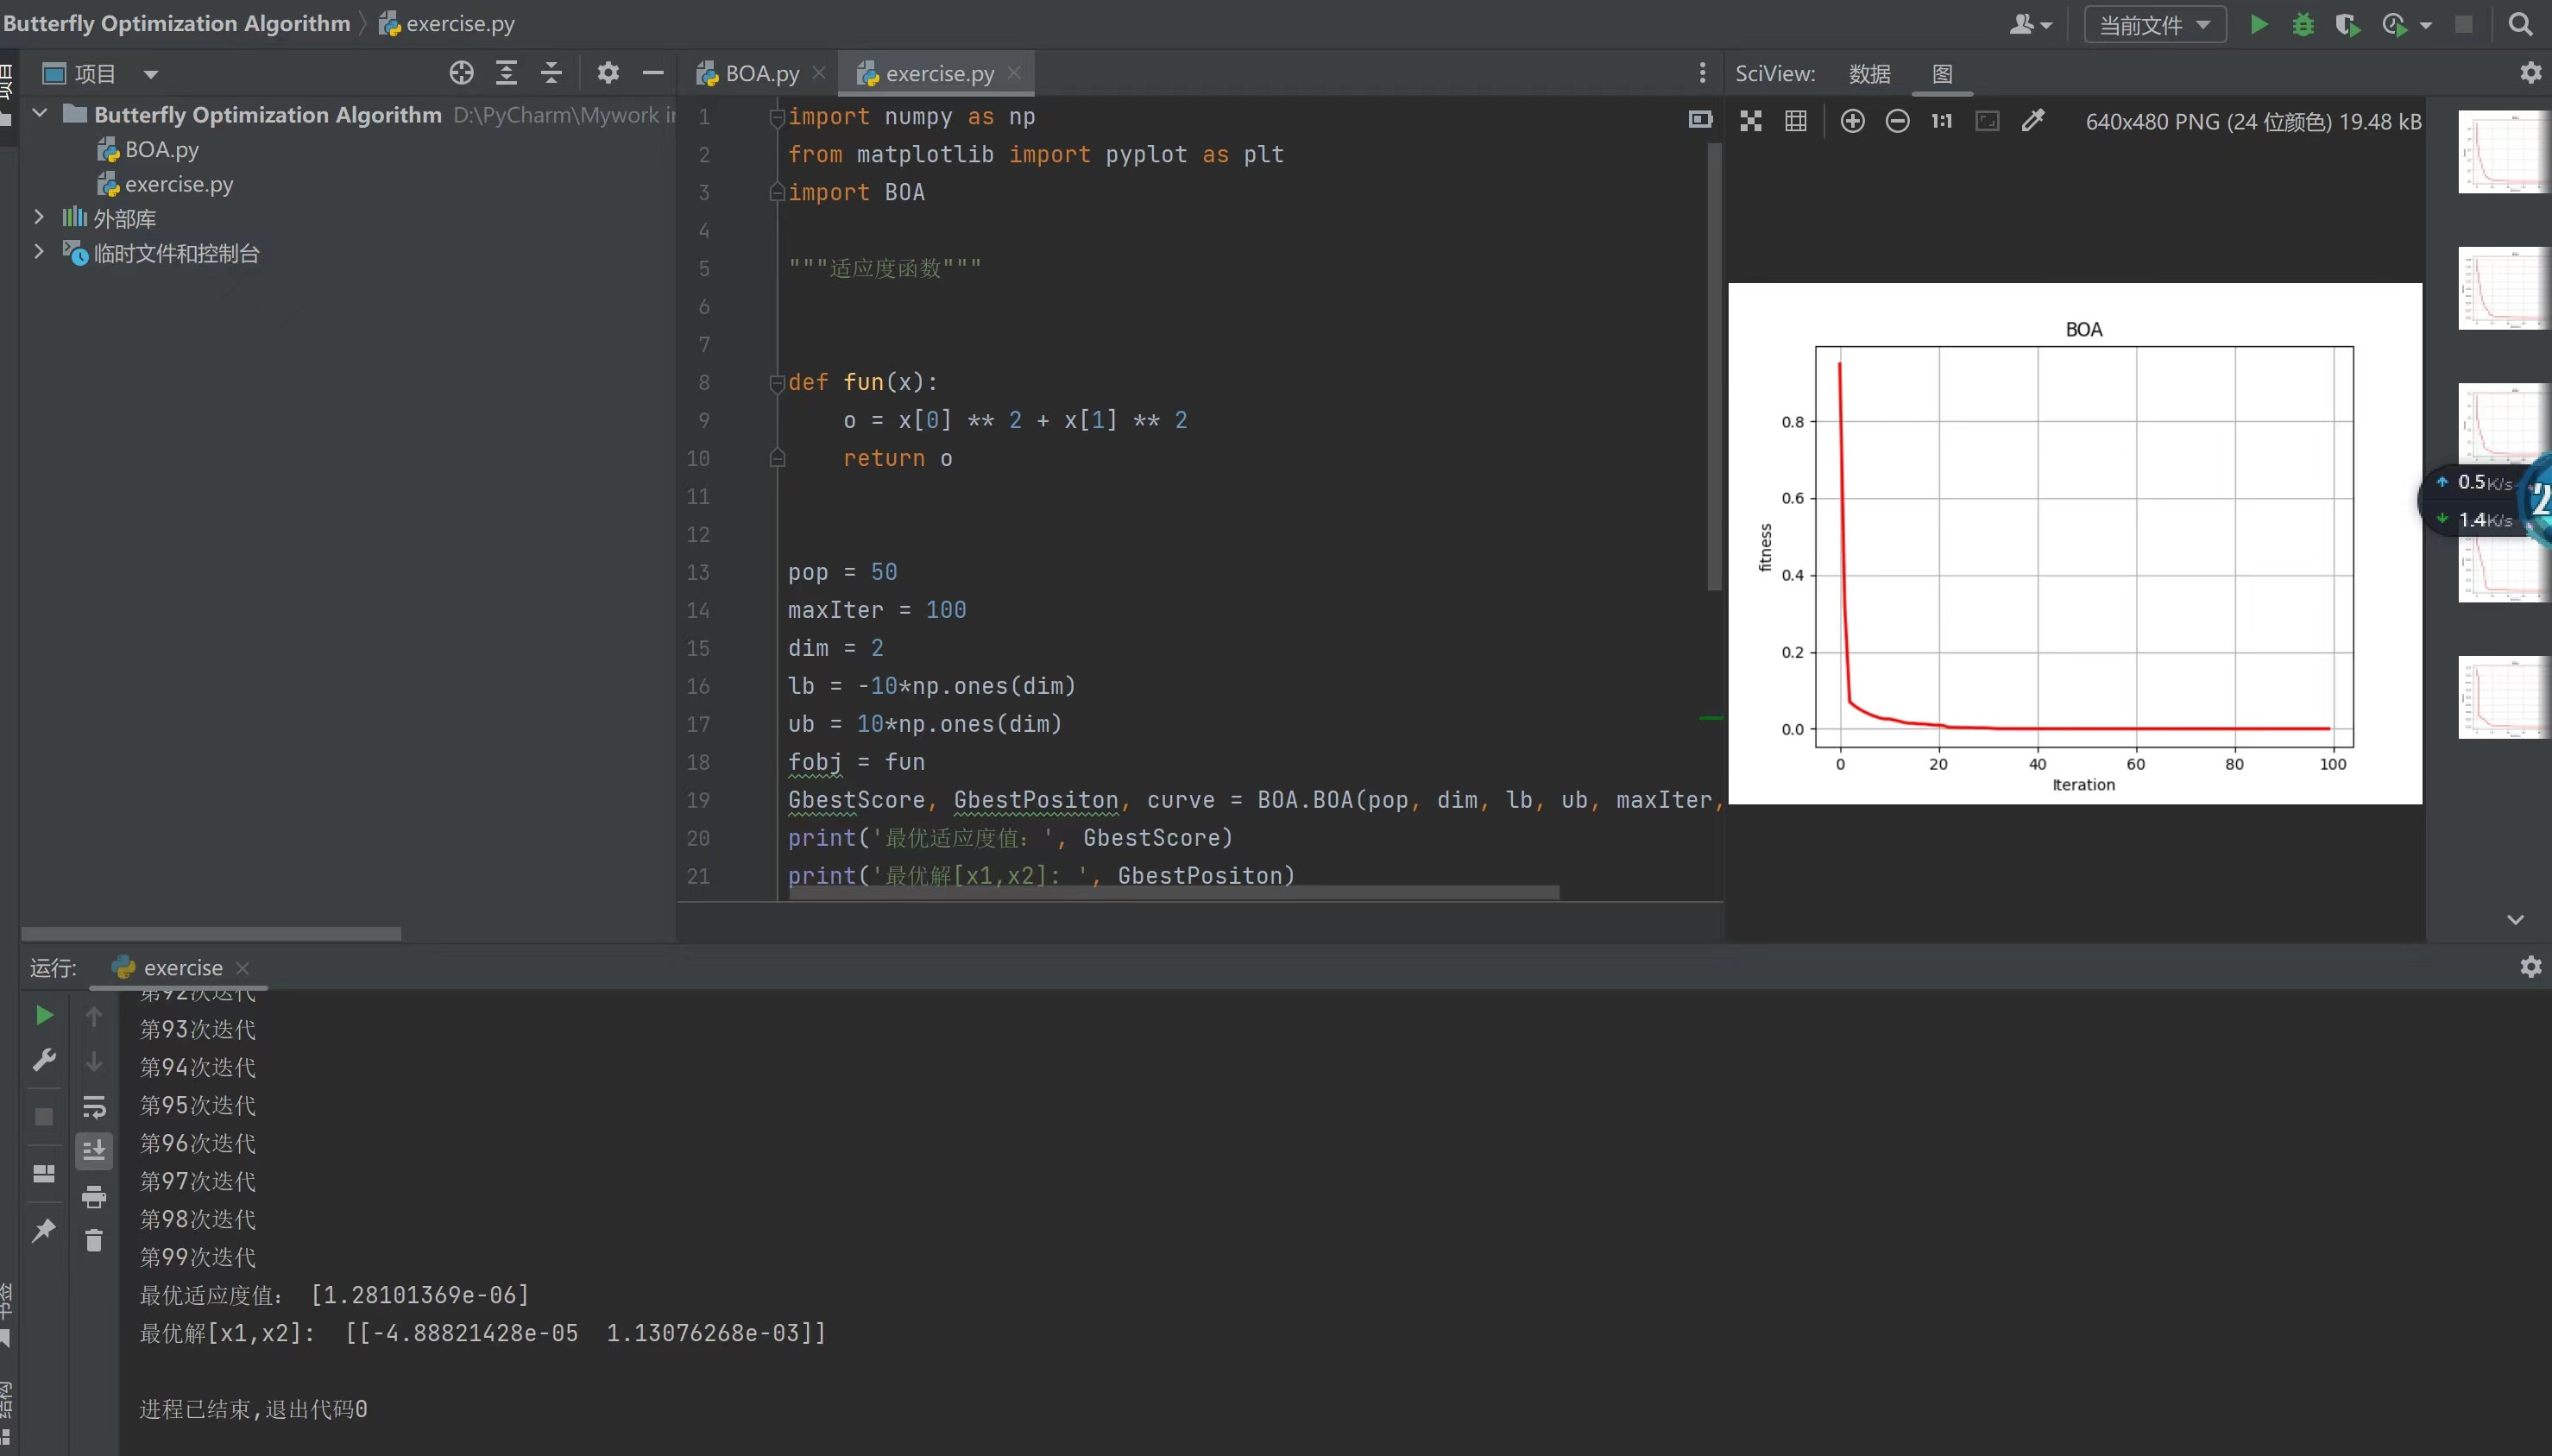 Butterfly Optimization Algorithm 〉 exercise.py
当前文件
项目
BOA.py
exercise.py
SciView:
数据
图
Butterfly Optimization Algorithm D:\PyCharm\Mywork
BOA.py
exercise.py
外部库
临时文件和控制台
1 import numpy as np
2 from matplotlib import pyplot as plt
3 import BOA
4
5 """适应度函数"""
6
7
8 def fun(x):
9 o = x[0] ** 2 + x[1] ** 2
10 return o
11
12
13 pop = 50
14 maxIter = 100
15 dim = 2
16 lb = -10*np.ones(dim)
17 ub = 10*np.ones(dim)
18 fobj = fun
19 GbestScore, GbestPositon, curve = BOA.BOA(pop, dim, lb, ub, maxIter,
20 print('最优适应度值：', GbestScore)
21 print('最优解[x1,x2]: ', GbestPositon)
1:1
640x480 PNG (24 位颜色) 19.48 kB
BOA
0.8
0.6
0.4
0.2
0.0
fitness
0 20 40 60 80 100
Iteration
0.5K/s
1.4K/s
运行:
exercise
第92次迭代
第93次迭代
第94次迭代
第95次迭代
第96次迭代
第97次迭代
第98次迭代
第99次迭代
最优适应度值： [1.28101369e-06]
最优解[x1,x2]: [[-4.88821428e-05 1.13076268e-03]]
进程已结束,退出代码0
项目
书签
结构